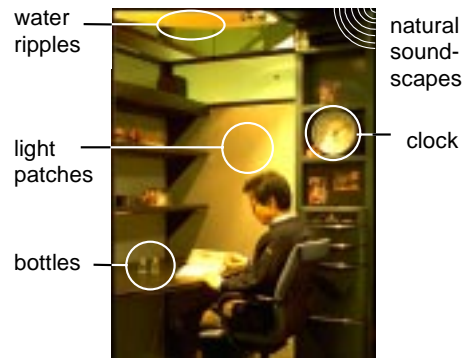 water
ripples
natural
sound-
scapes
clock
light
patches
bottles